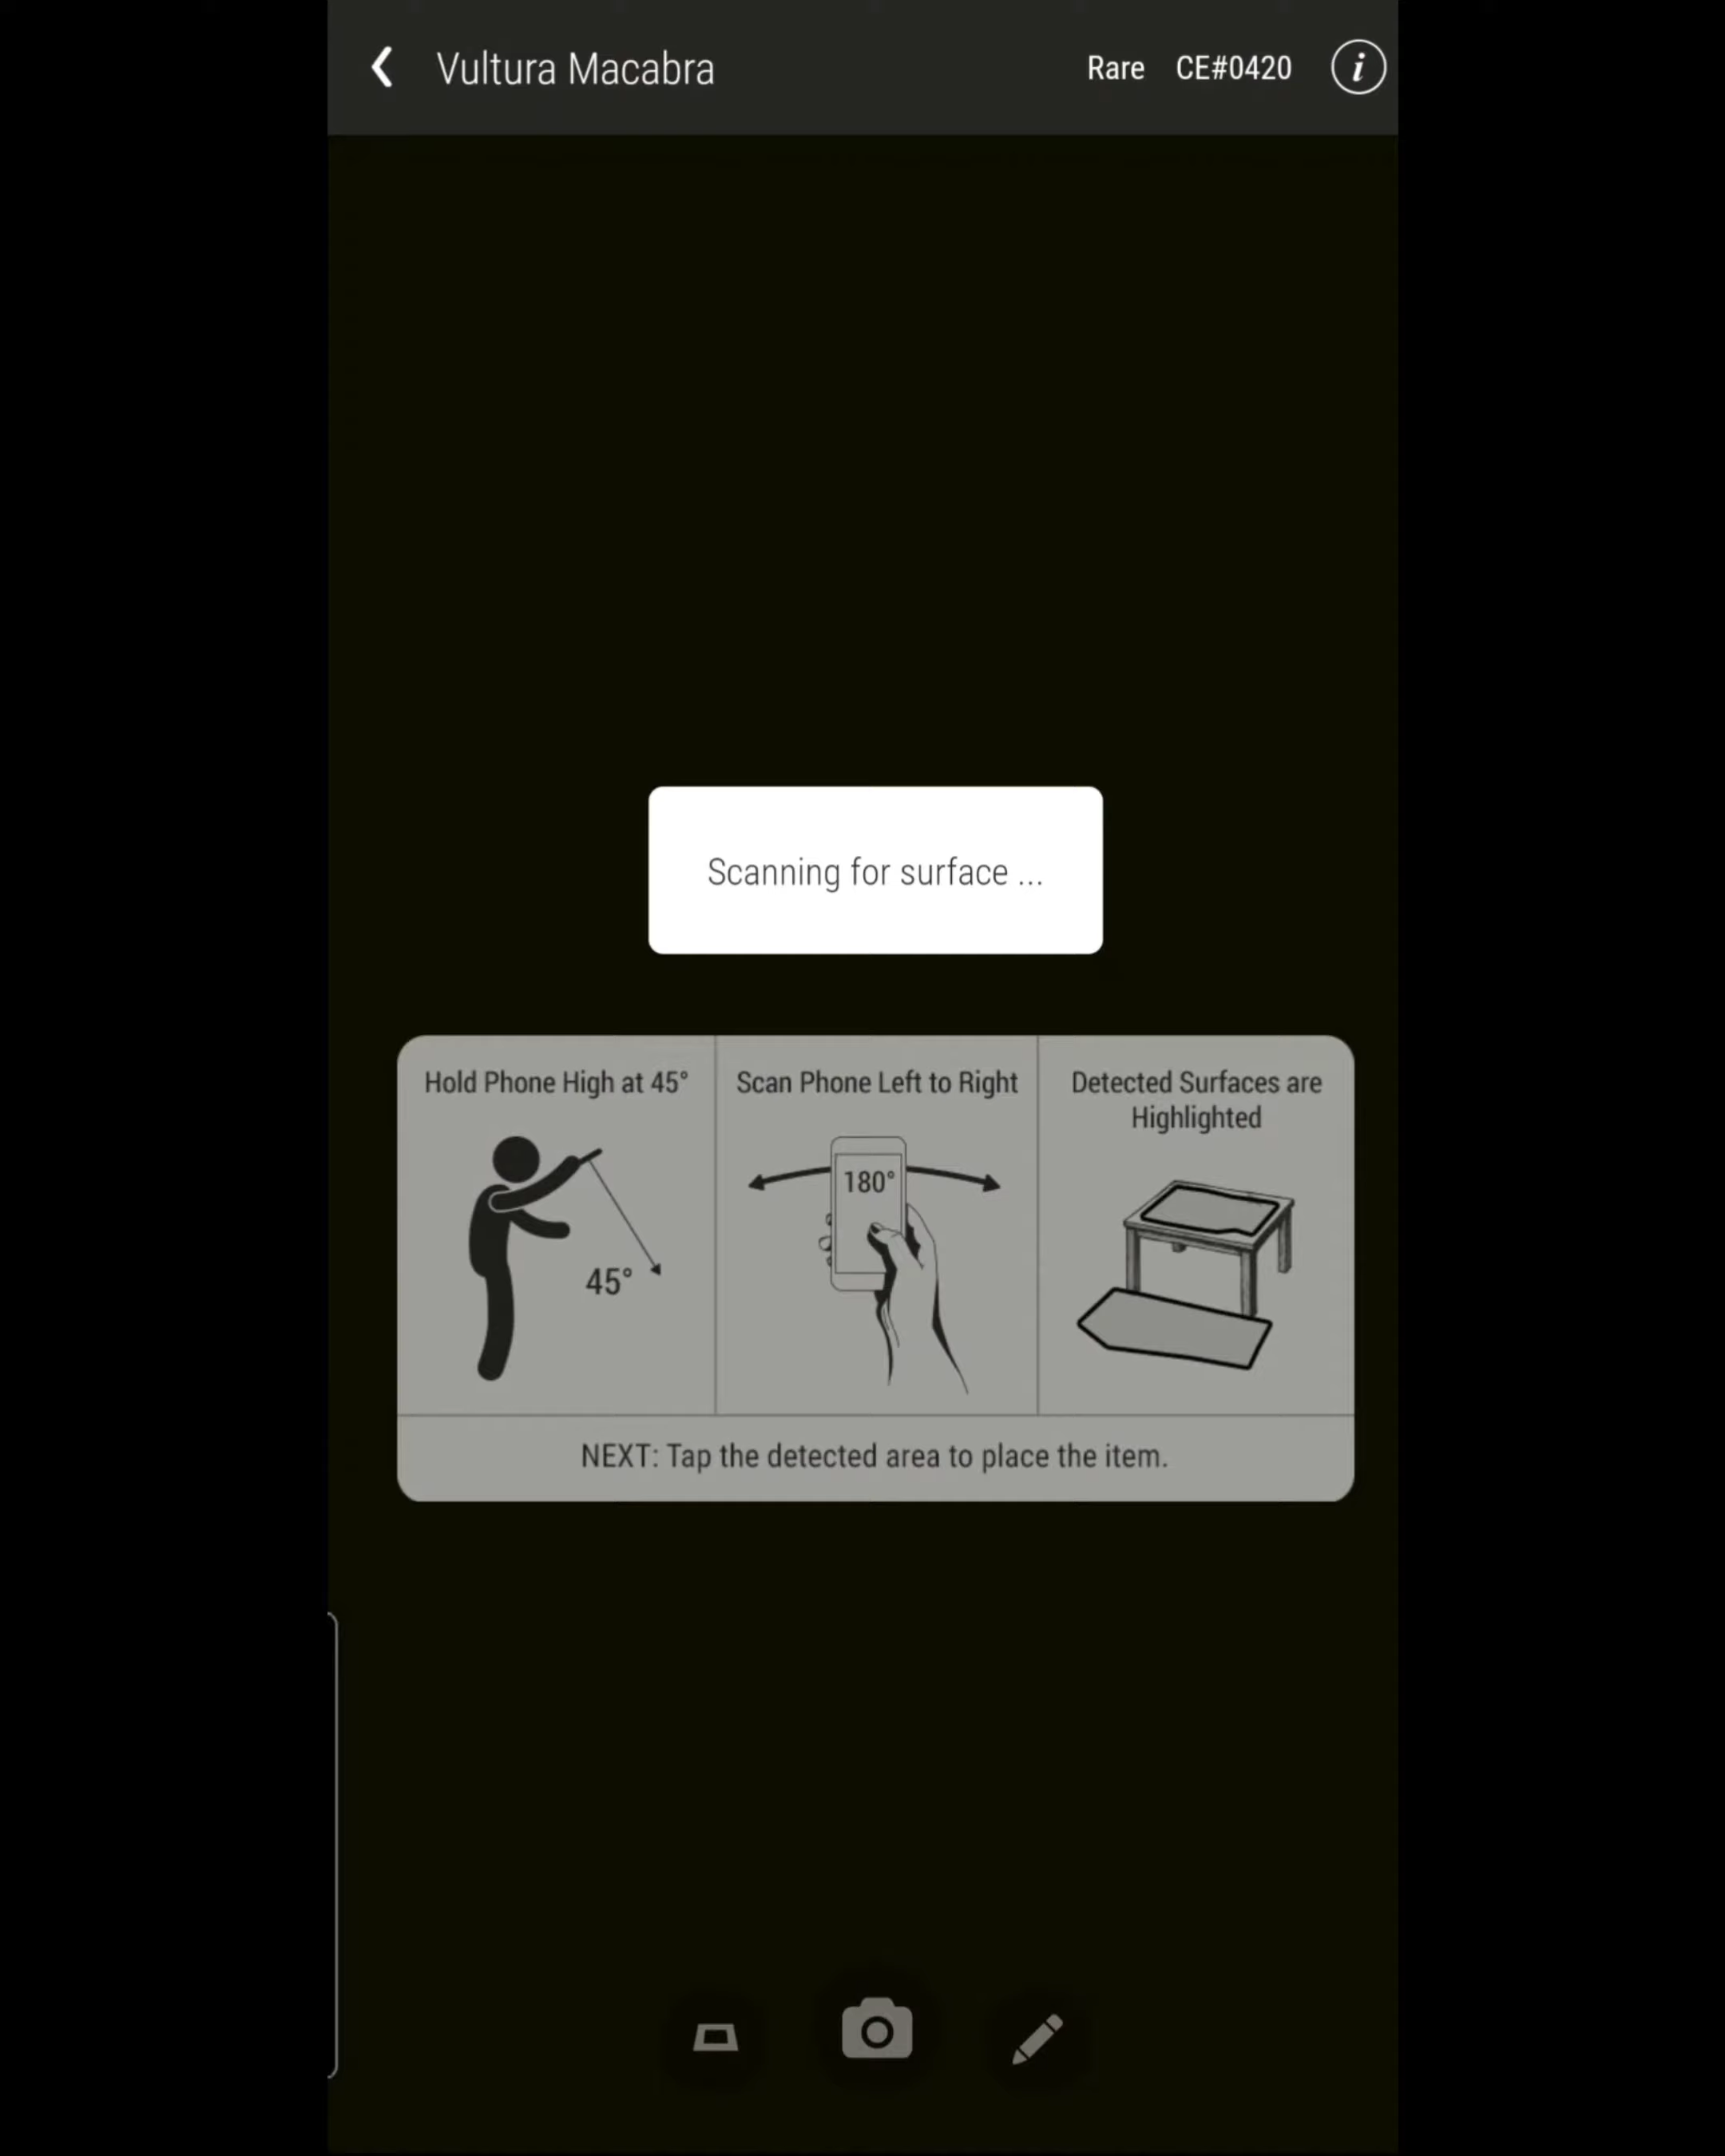 Vultura Macabra Rare CE#0420 i
Scanning for surface ...
Hold Phone High at 45°
45°
Scan Phone Left to Right
180°
Detected Surfaces are
Highlighted
NEXT: Tap the detected area to place the item.